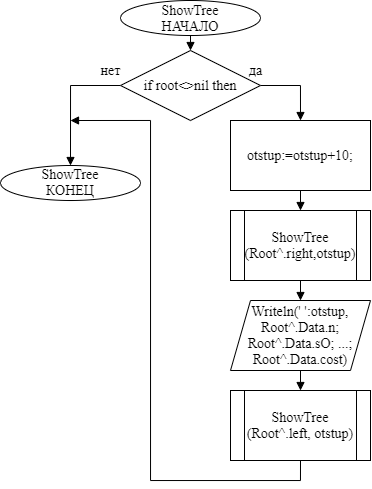 ShowTree
НАЧАЛО
нет
да
if root<>nil then
otstup:=otstup+10;
ShowTree
КОНЕЦ
ShowTree
(Root^.right,otstup)
Writeln(' ':otstup,
Root^.Data.n;
Root^.Data.sO; ...;
Root^.Data.cost)
ShowTree
(Root^.left, otstup)